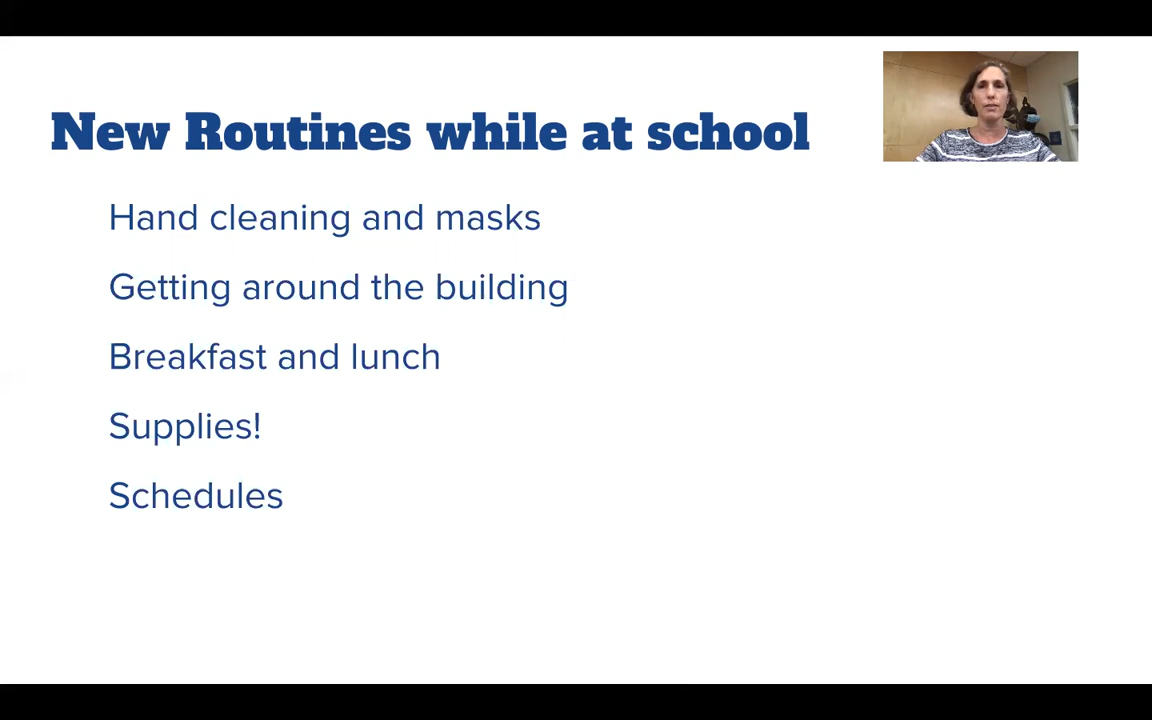 New Routines while at school
Hand cleaning and masks
Getting around the building
Breakfast and lunch
Supplies!
Schedules